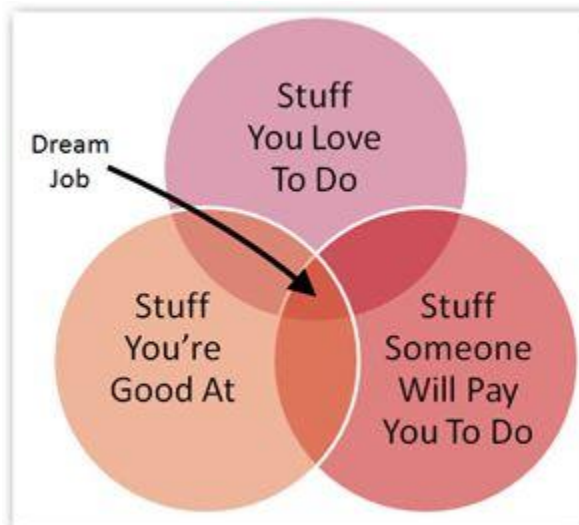 Stuff
You Love
To Do
Dream
Job
Stuff
You're
Good At
Stuff
Someone
Will Pay
You To Do